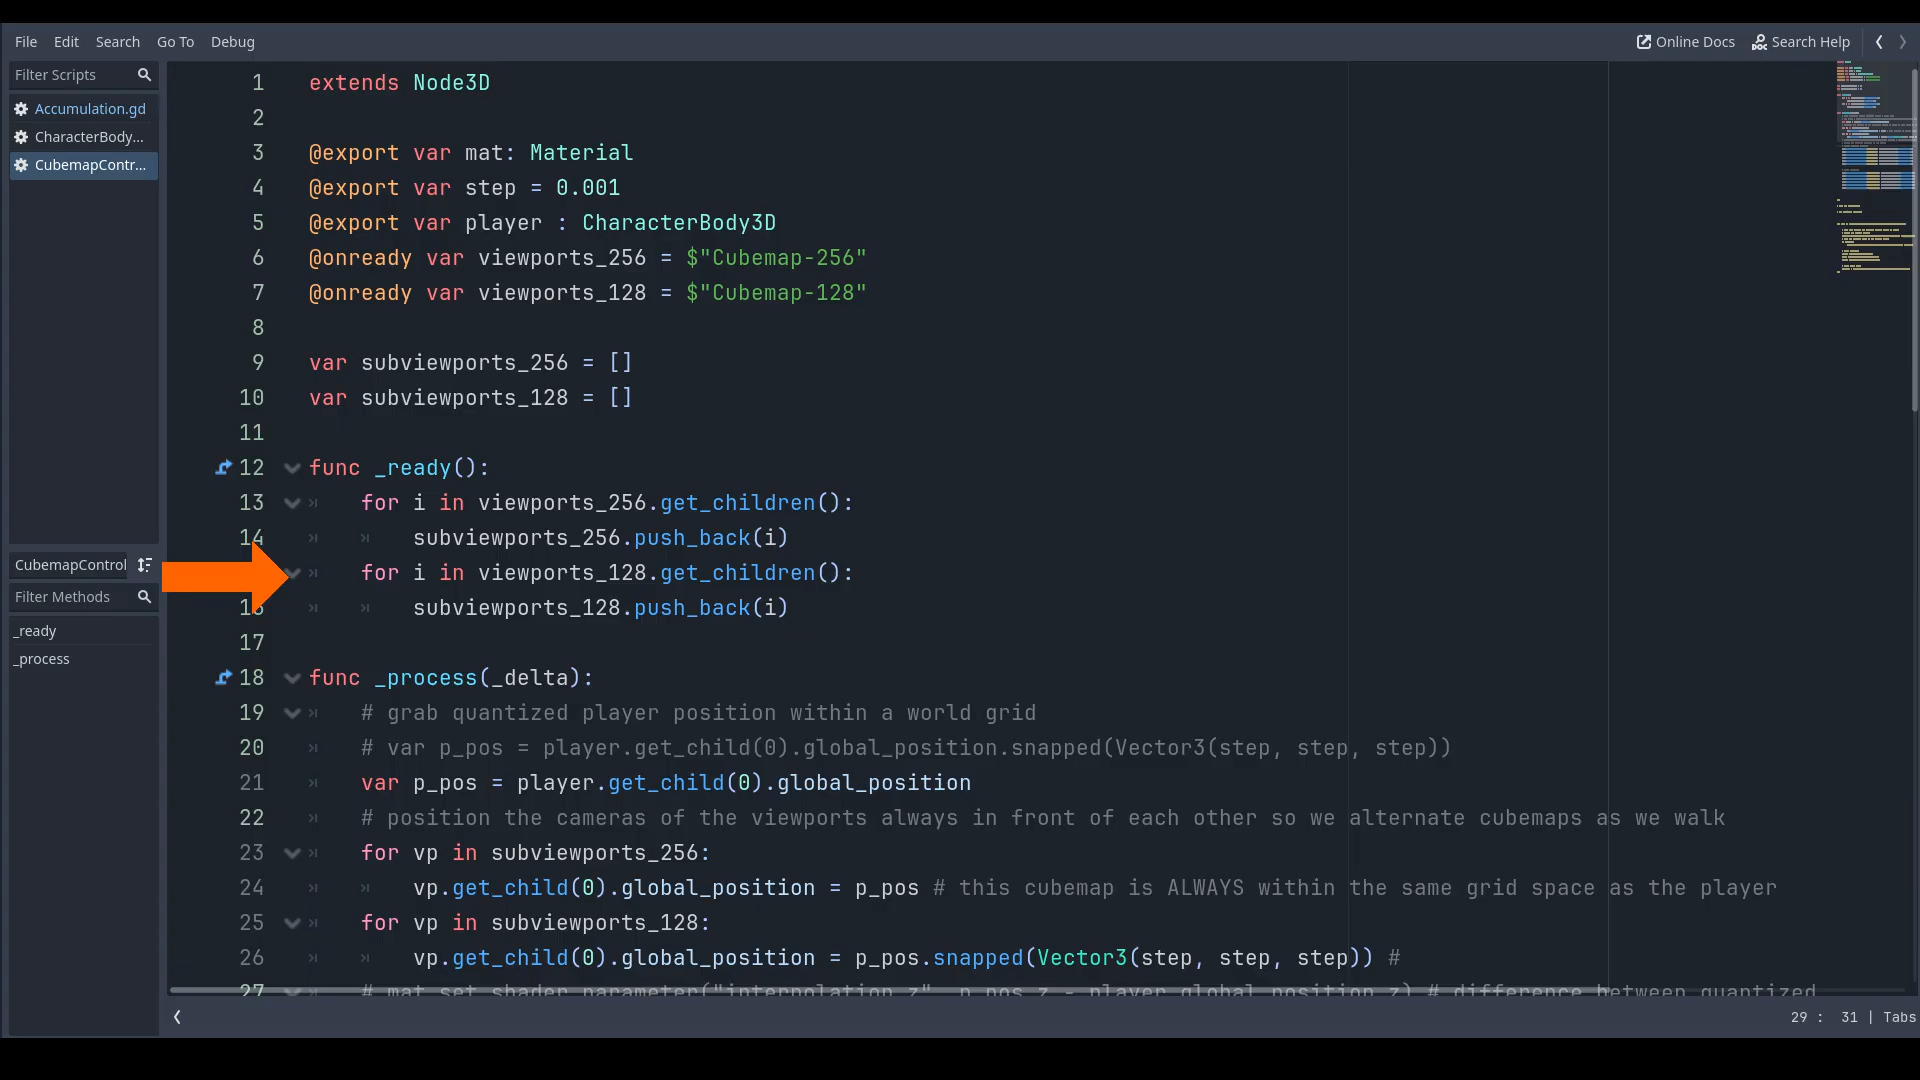 File Edit Search Go To Debug
Online Docs Search Help
Filter Scripts
Accumulation.gd
CharacterBody...
CubemapContr...
CubemapControl
Filter Methods
_ready
_process
1 extends Node3D
2
3 @export var mat: Material
4 @export var step = 0.001
5 @export var player : CharacterBody3D
6 @onready var viewports_256 = $"Cubemap-256"
7 @onready var viewports_128 = $"Cubemap-128"
8
9 var subviewports_256 = []
10 var subviewports_128 = []
11
12 func _ready():
13 for i in viewports_256.get_children():
14 subviewports_256.push_back(i)
for i in viewports_128.get_children():
16 subviewports_128.push_back(i)
17
18 func _process(_delta):
19 # grab quantized player position within a world grid
20 # var p_pos = player.get_child(0).global_position.snapped(Vector3(step, step, step))
21 var p_pos = player.get_child(0).global_position
22 # position the cameras of the viewports always in front of each other so we alternate cubemaps as we walk
23 for vp in subviewports_256:
24 vp.get_child(0).global_position = p_pos # this cubemap is ALWAYS within the same grid space as the player
25 for vp in subviewports_128:
26 vp.get_child(0).global_position = p_pos.snapped(Vector3(step, step, step)) #
27 # mat.set_shader_parameter("interpolation_z", p_pos.z - player.global_position.z) # difference between quantized
29 : 31 | Tabs